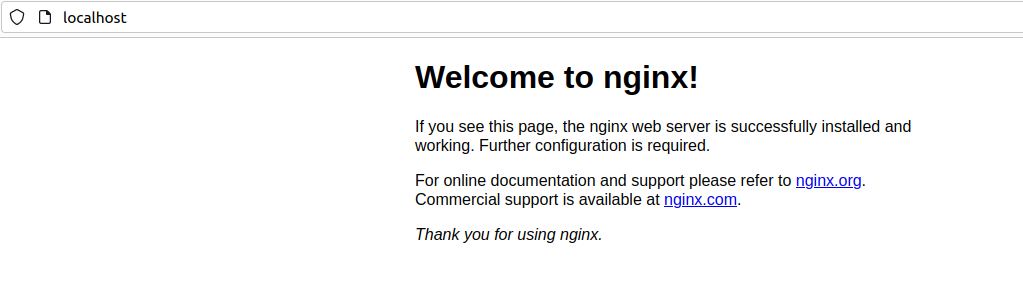 localhost
Welcome to nginx!
If you see this page, the nginx web server is successfully installed and
working. Further configuration is required.
For online documentation and support please refer to nginx.org.
Commercial support is available at nginx.com.
Thank you for using nginx.